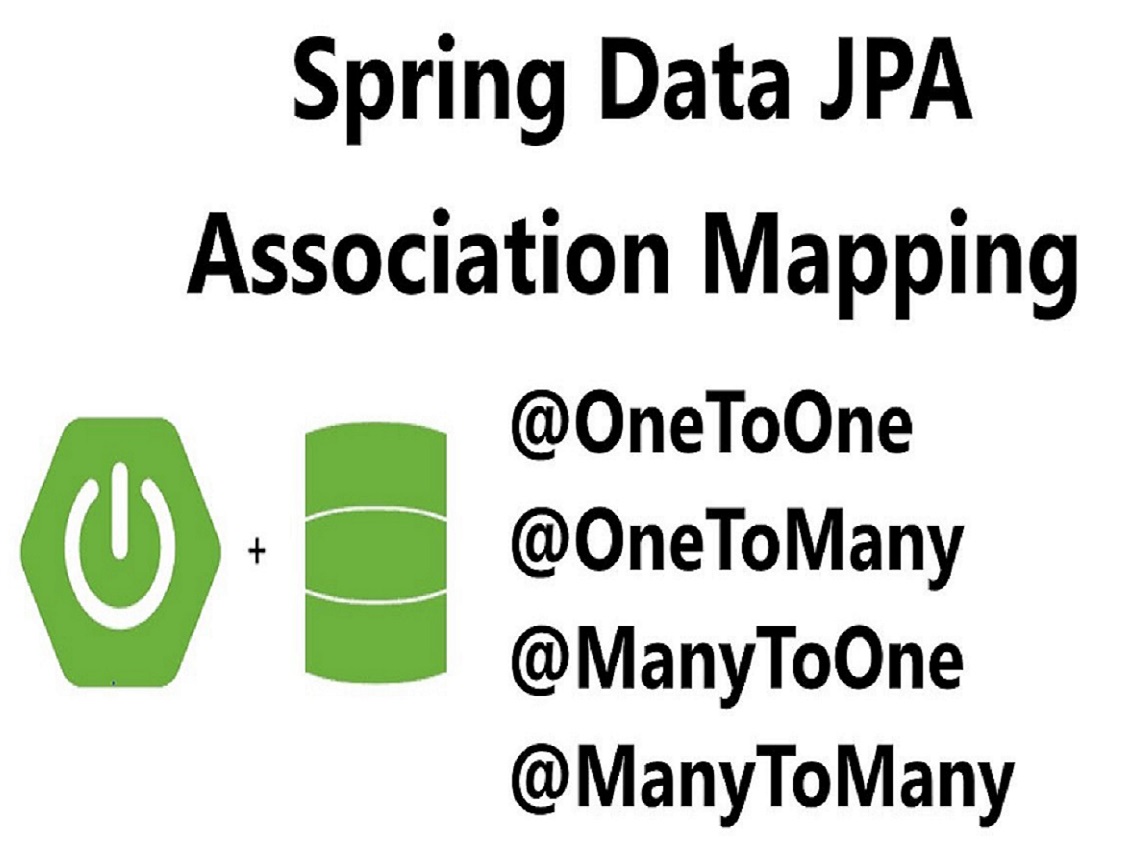 Spring Data JPA
Association Mapping
@OneToOne
+
@OneToMany
@ManyToOne
@ManyToMany